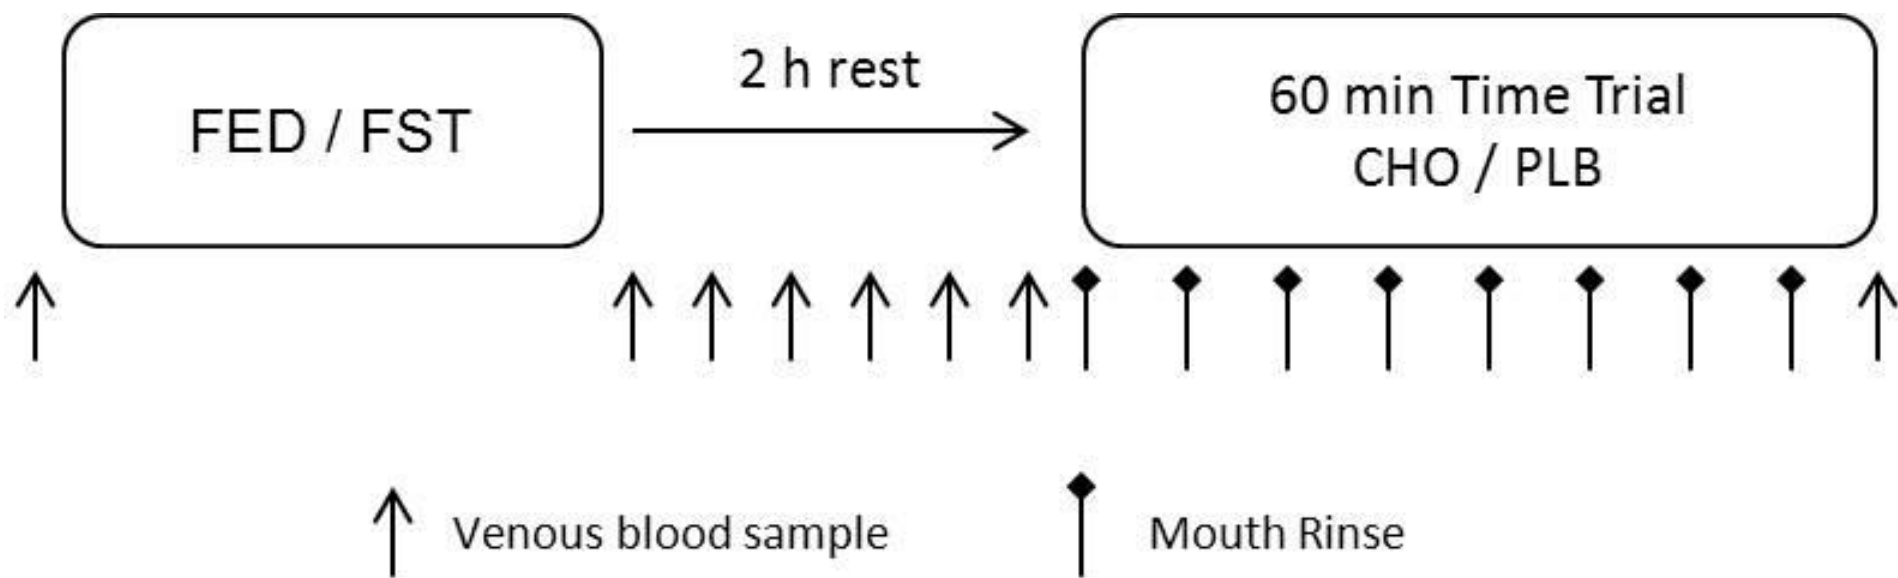 FED / FST
2 h rest
60 min Time Trial
CHO / PLB
Venous blood sample
Mouth Rinse